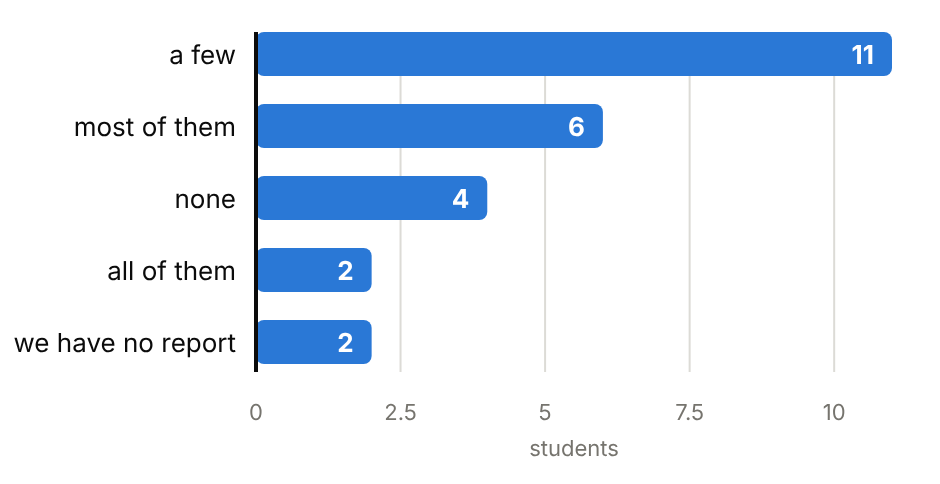 a few 11
most of them 6
none 4
all of them 2
we have no report 2
0 2.5 5 7.5 10
students